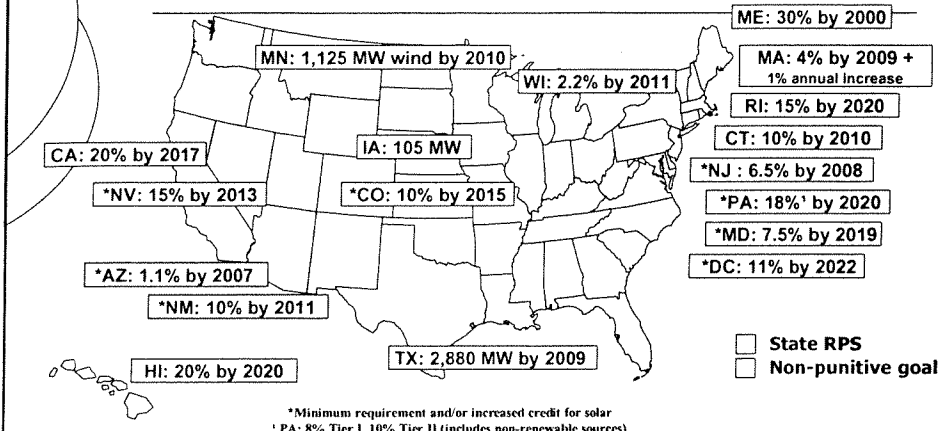 ME: 30% by 2000
MN: 1,125 MW wind by 2010
WI: 2.2% by 2011
MA: 4% by 2009 +
1% annual increase
RI: 15% by 2020
CT: 10% by 2010
CA: 20% by 2017
IA: 105 MW
*NJ : 6.5% by 2008
*NV: 15% by 2013
*CO: 10% by 2015
*PA: 18%¹ by 2020
*MD: 7.5% by 2019
*DC: 11% by 2022
*AZ: 1.1% by 2007
*NM: 10% by 2011
TX: 2,880 MW by 2009
HI: 20% by 2020
State RPS
Non-punitive goal
*Minimum requirement and/or increased credit for solar
¹ PA: 8% Tier I, 10% Tier II (includes non-renewable sources)